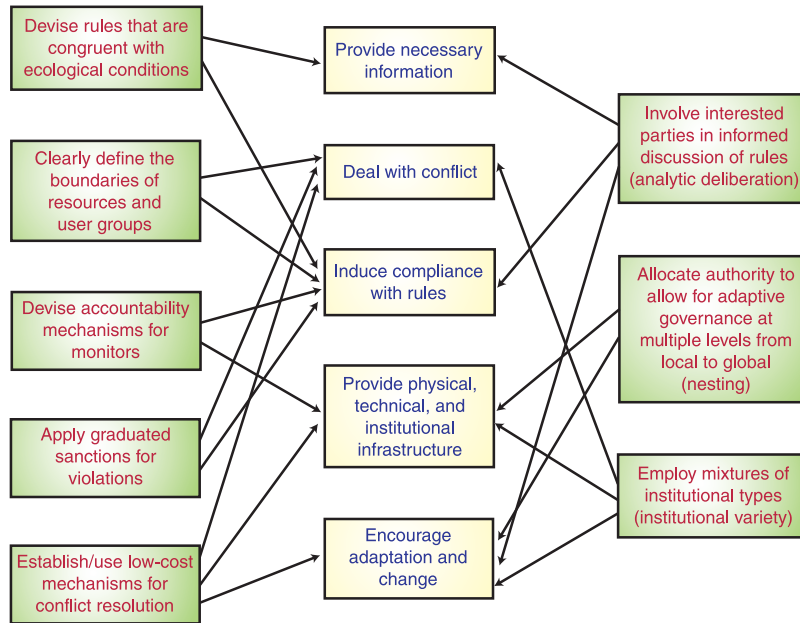 Devise rules that are
congruent with
ecological conditions
Clearly define the
boundaries of
resources and
user groups
Devise accountability
mechanisms for
monitors
Apply graduated
sanctions for
violations
Establish/use low-cost
mechanisms for
conflict resolution
Provide necessary
information
Deal with conflict
Induce compliance
with rules
Provide physical,
technical, and
institutional
infrastructure
Encourage
adaptation and
change
Involve interested
parties in informed
discussion of rules
(analytic deliberation)
Allocate authority to
allow for adaptive
governance at
multiple levels from
local to global
(nesting)
Employ mixtures of
institutional types
(institutional variety)